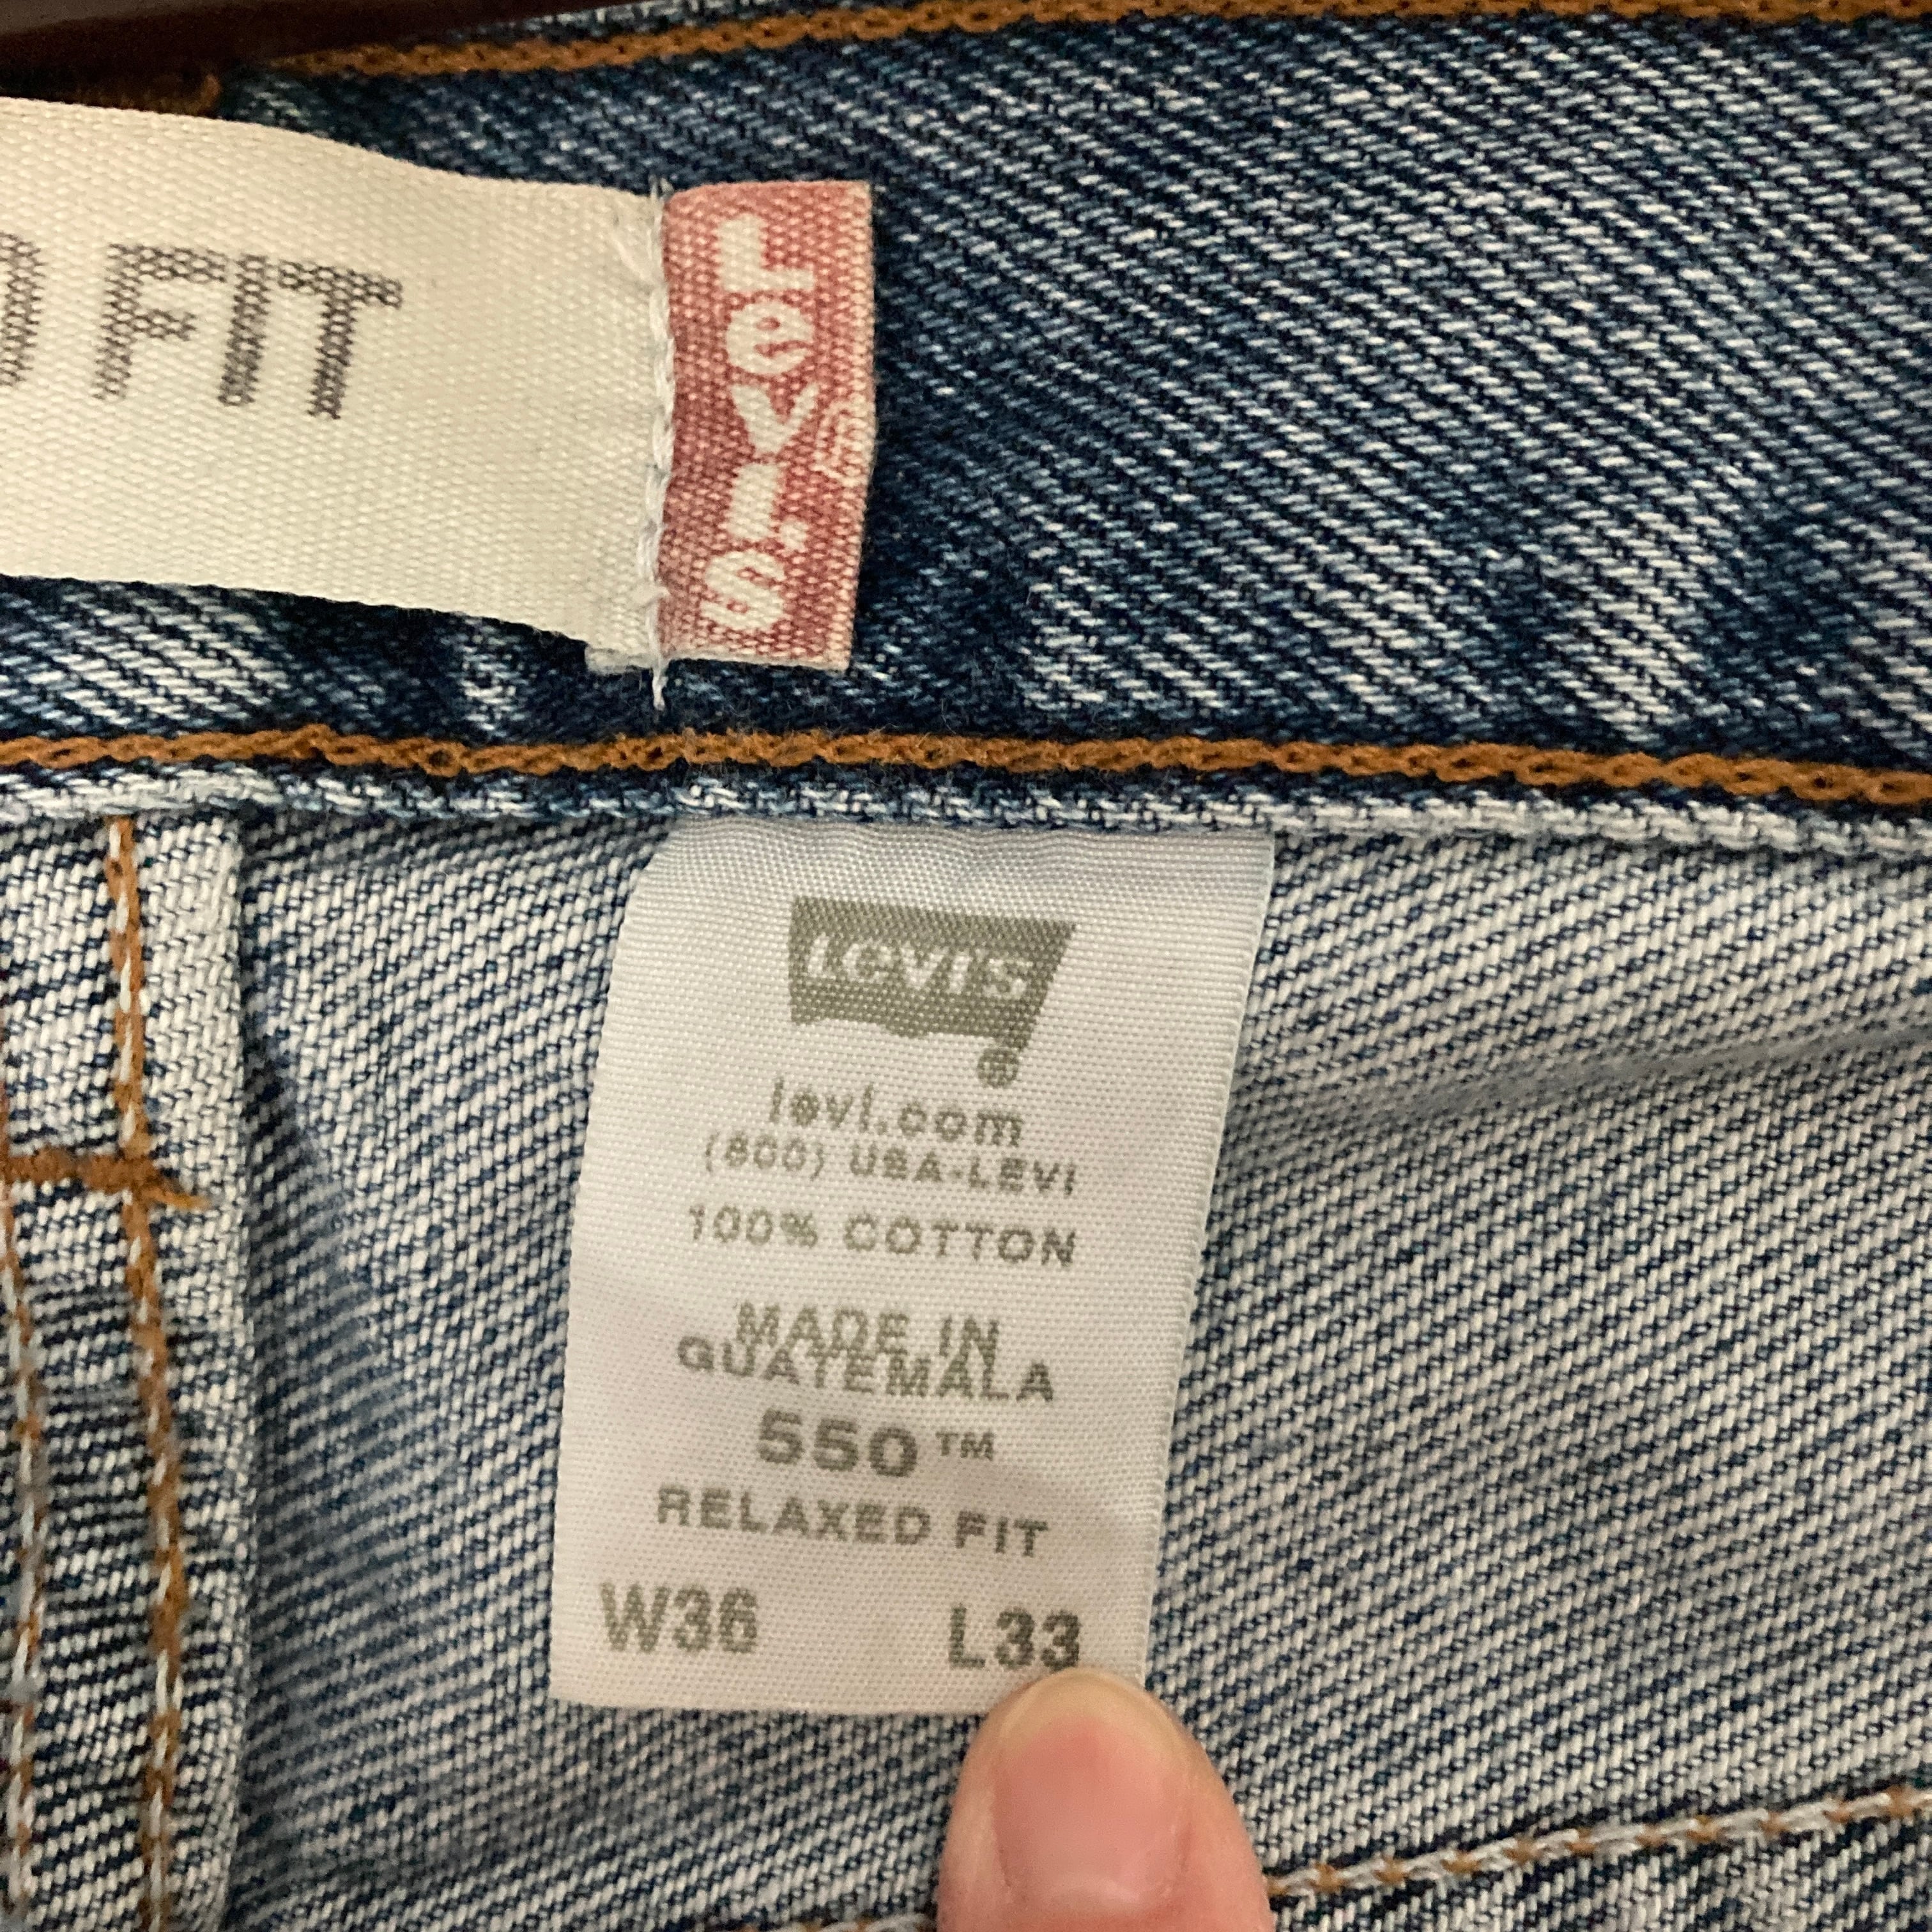 FIT
LEVI'S
Levi's
®
levi.com
(800) USA-LEVI
100% COTTON
MADE IN
GUATEMALA
550™
RELAXED FIT
W36 L33